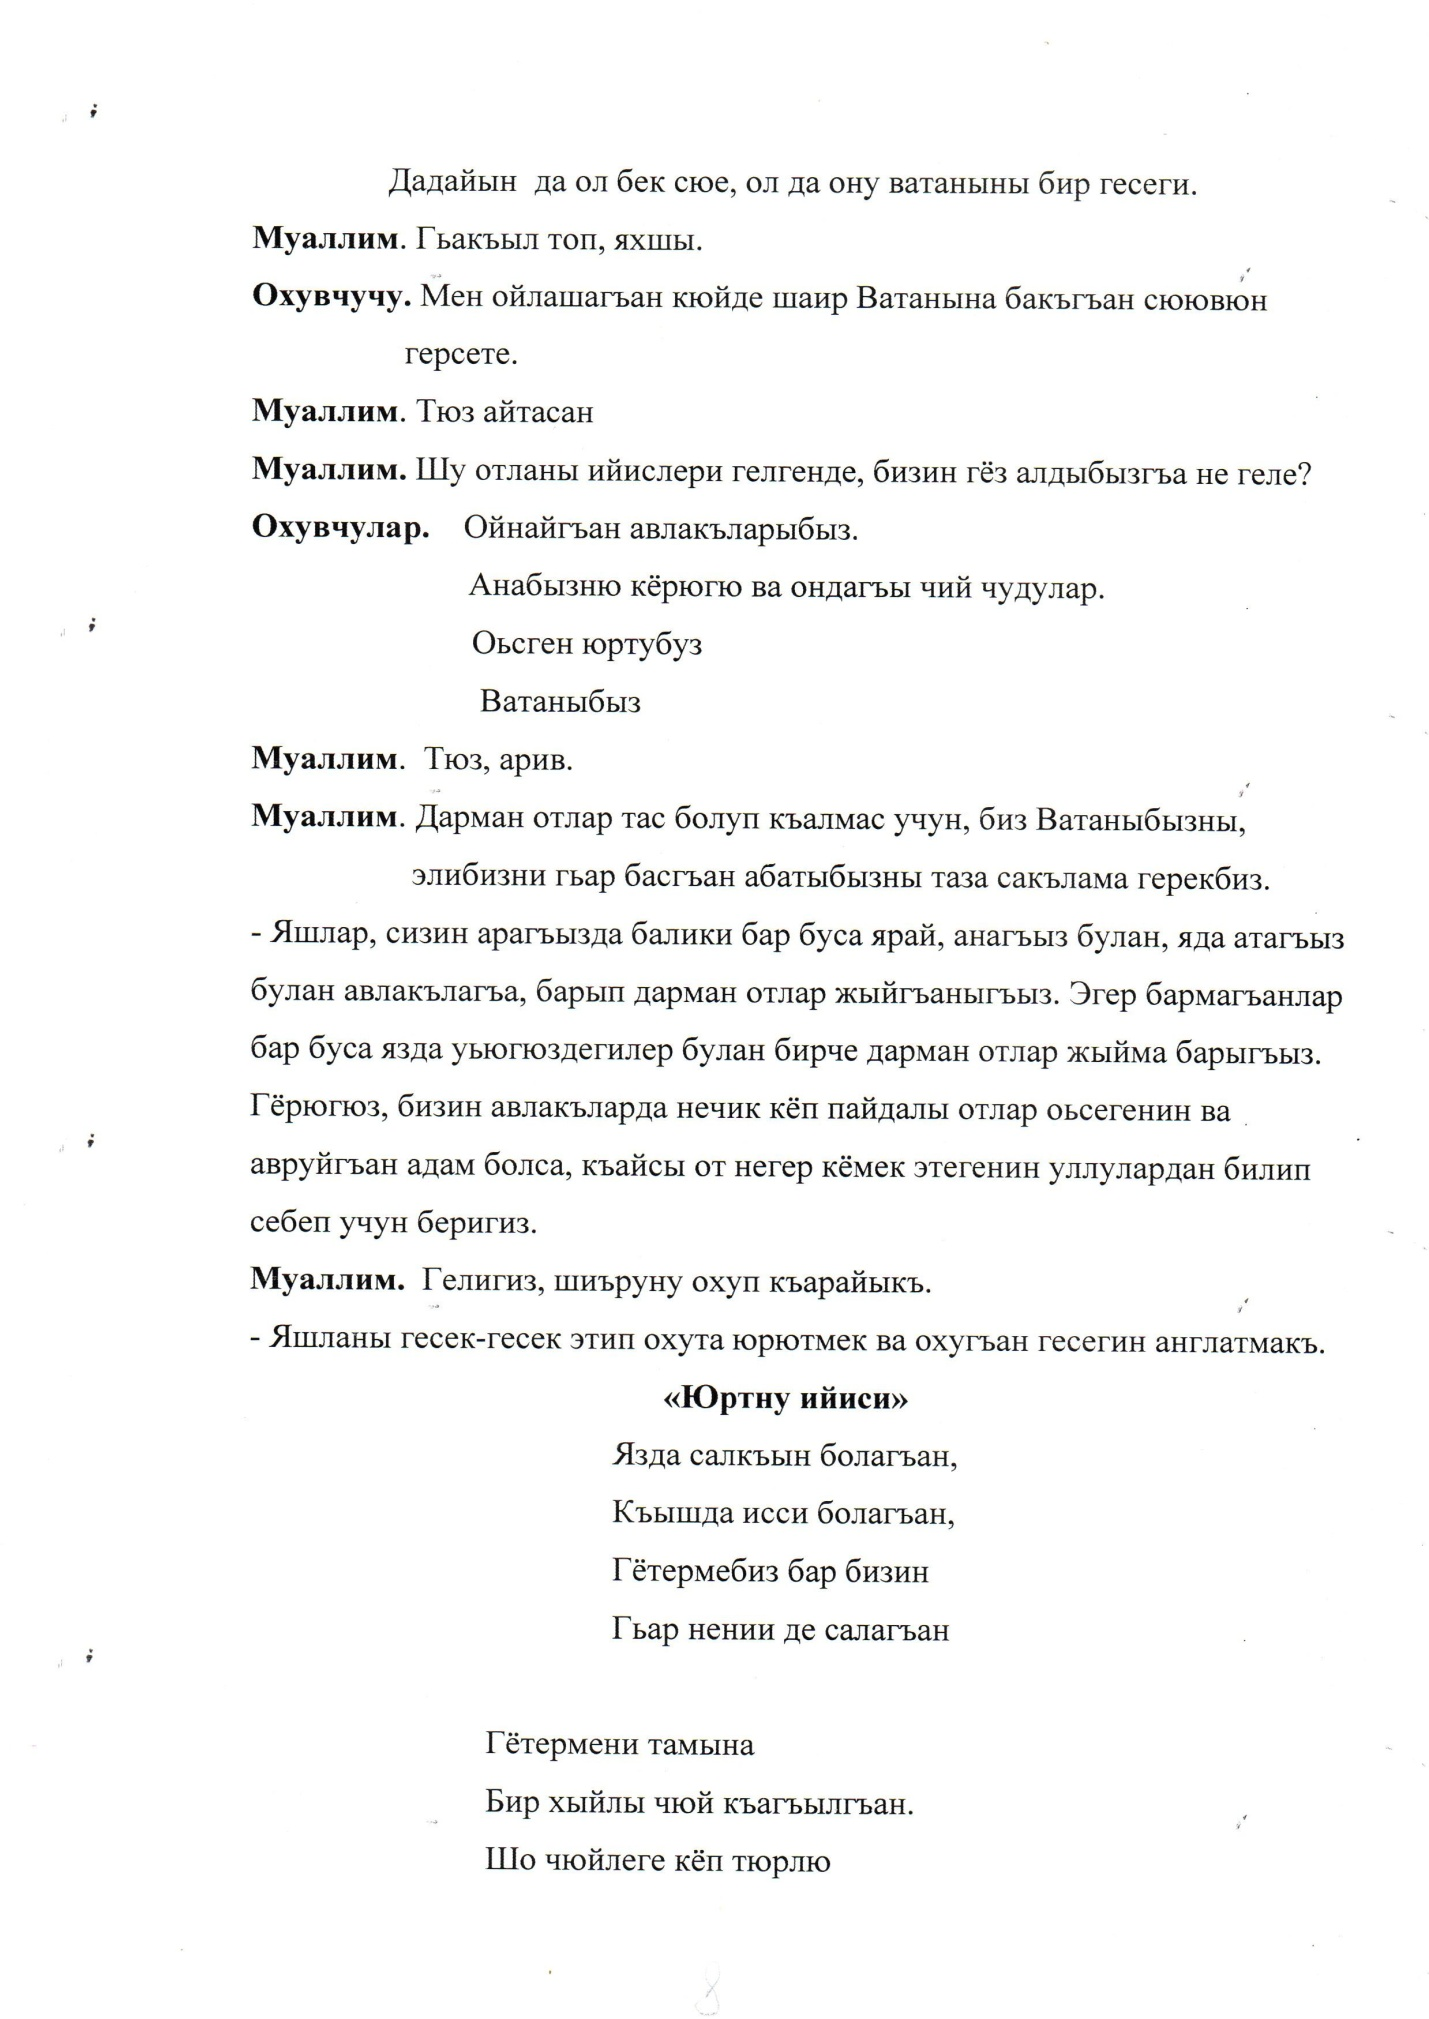 Дадайын да ол бек сюе, ол да ону ватаныны бир гесеги.
Муаллим. Гьакъыл топ, яхшы.
Охувчучу. Мен ойлашагъан кюйде шаир Ватанына бакъгъан сююв​юн
герсете.
Муаллим. Тюз айтасан
Муаллим. Шу отланы ийислери гелгенде, бизин гёз алдыбызгъа не геле?
Охувчулар. Ойнайгъан авлакъларыбыз.
Анабызню кёрюгю ва ондагъы чий чудулар.
Оьсген юртубуз
Ватаныбыз
Муаллим. Тюз, арив.
Муаллим. Дарман отлар тас болуп къалмас учун, биз Ватаныбызны,
элибизни гьар басгъан абатыбызны таза сакълама герекбиз.
- Яшлар, сизин арагъызда балики бар буса ярай, анагъыз булан, яда атагъыз
булан авлакълагъа, барып дарман отлар жыйгъаныгъыз. Эгер бармагъанлар
бар буса язда уьюгюздегилер булан бирче дарман отлар жыйма барыгъыз.
Гёрюгюз, бизин авлакъларда нечик кёп пайдалы отлар оьсегенин ва
авруйгъан адам болса, къайсы от негер кёмек этегенин уллулардан билип
себеп учун беригиз.
Муаллим. Гелигиз, шиъруну охуп къарайыкъ.
- Яшланы гесек-гесек этип охута юрютмек ва охугъан гесегин англатмакъ.
«Юртну ийиси»
Язда салкъын болагъан,
Къышда исси болагъан,
Гётермебиз бар бизин
Гьар нении де салагъан
Гётермени тамына
Бир хыйлы чюй къагъылгъан.
Шо чюйлеге кёп тюрлю
8